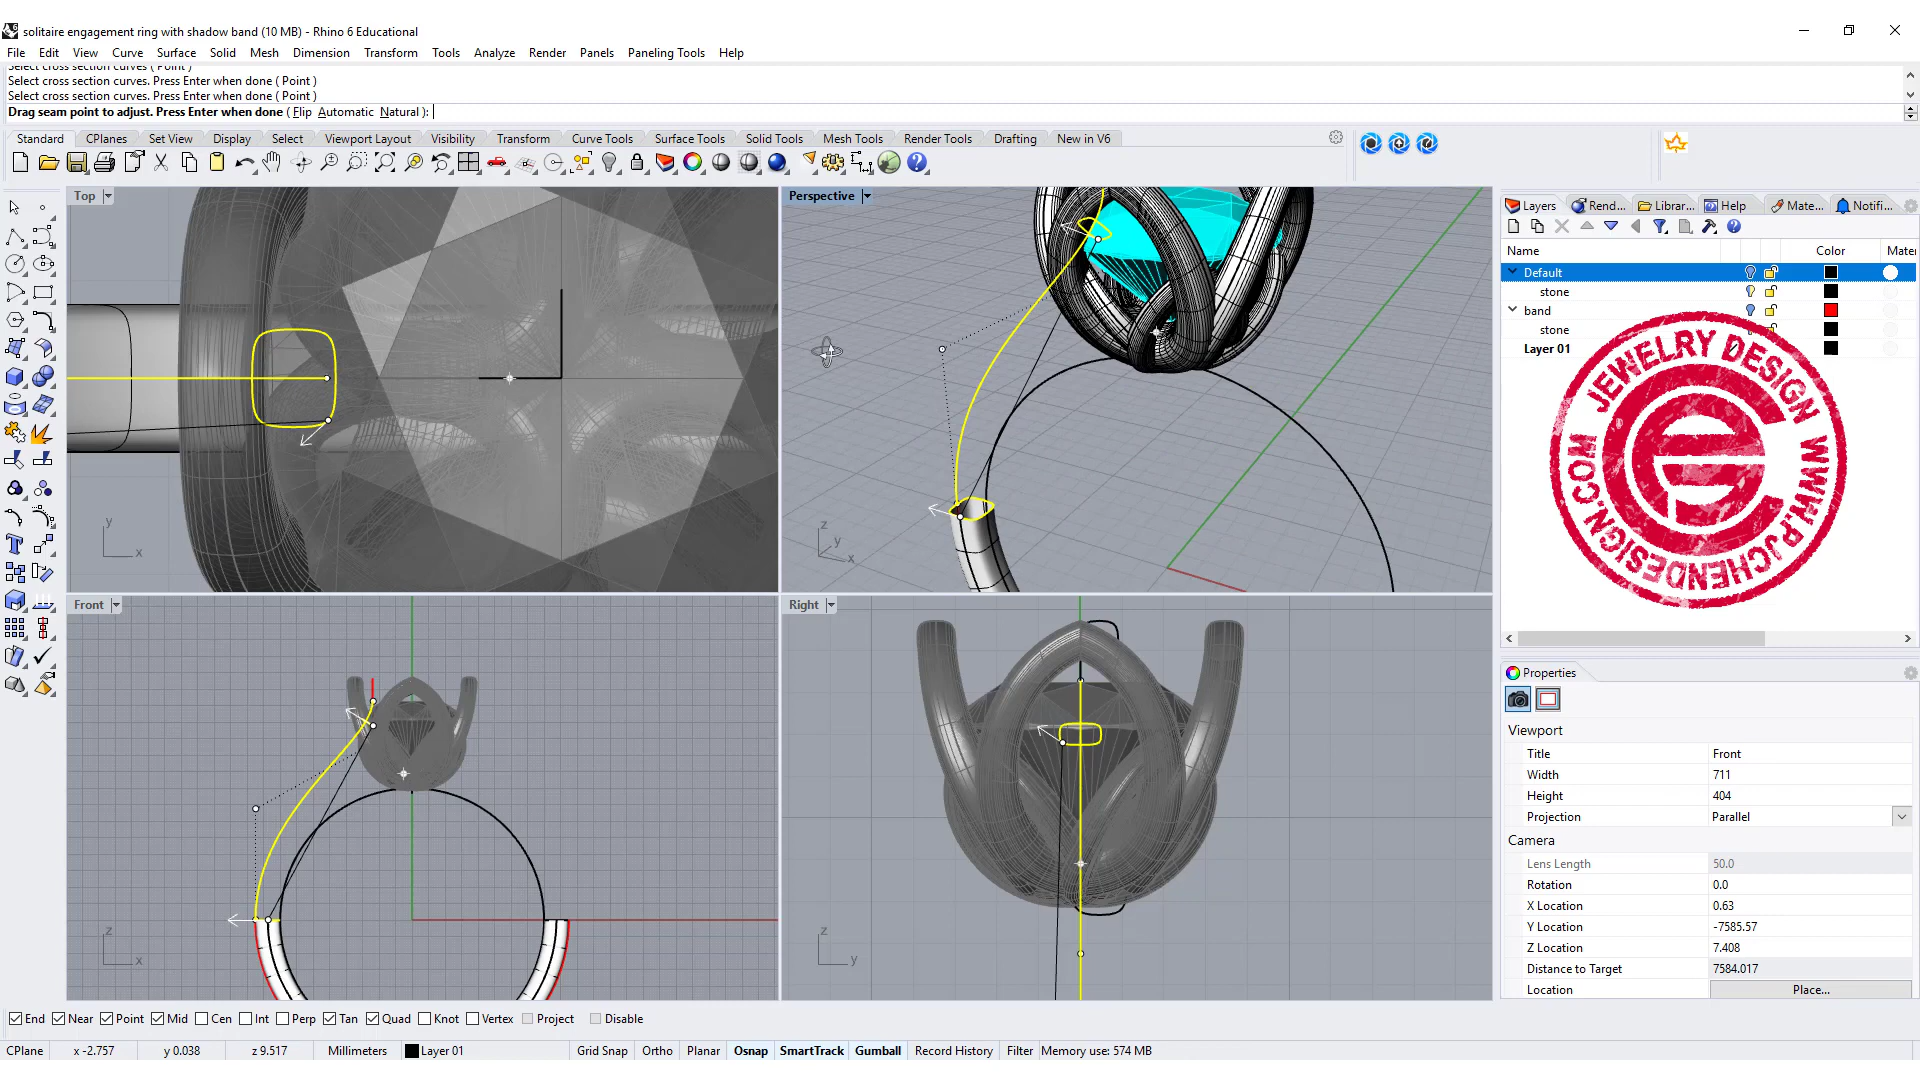 solitaire engagement ring with shadow band (10 MB) - Rhino 6 Educational
File Edit View Curve Surface Solid Mesh Dimension Transform Tools Analyze Render Panels Paneling Tools Help
Select cross section curves ( Point )
Select cross section curves. Press Enter when done ( Point )
Select cross section curves. Press Enter when done ( Point )
Drag seam point to adjust. Press Enter when done ( Flip Automatic Natural ):
Standard CPlanes Set View Display Select Viewport Layout Visibility Transform Curve Tools Surface Tools Solid Tools Mesh Tools Render Tools Drafting New in V6
Top
y
x
Perspective
z
y
x
Front
z
x
Right
z
y
Layers Rend... Librar... Help Mate... Notifi...
Name Color Mate
Default
stone
band
stone
Layer 01
JEWELRY DESIGN
WWW.PJCHENDESIGN.COM
Properties
Viewport
Title Front
Width 711
Height 404
Projection Parallel
Camera
Lens Length 50.0
Rotation 0.0
X Location 0.63
Y Location -7585.57
Z Location 7.408
Distance to Target 7584.017
Location Place...
End Near Point Mid Cen Int Perp Tan Quad Knot Vertex Project Disable
CPlane x -2.757 y 0.038 z 9.517 Millimeters Layer 01 Grid Snap Ortho Planar Osnap SmartTrack Gumball Record History Filter Memory use: 574 MB